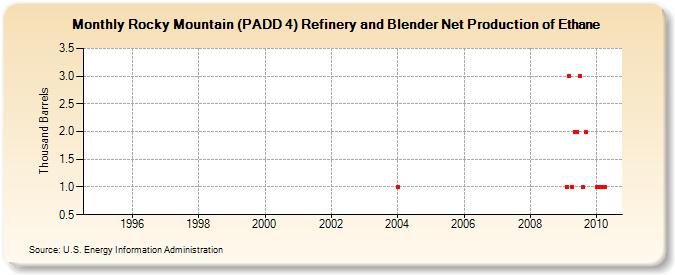 Monthly Rocky Mountain (PADD 4) Refinery and Blender Net Production of Ethane
Thousand Barrels
3.5
3.0
2.5
2.0
1.5
1.0
0.5
1996 1998 2000 2002 2004 2006 2008 2010
Source: U.S. Energy Information Administration